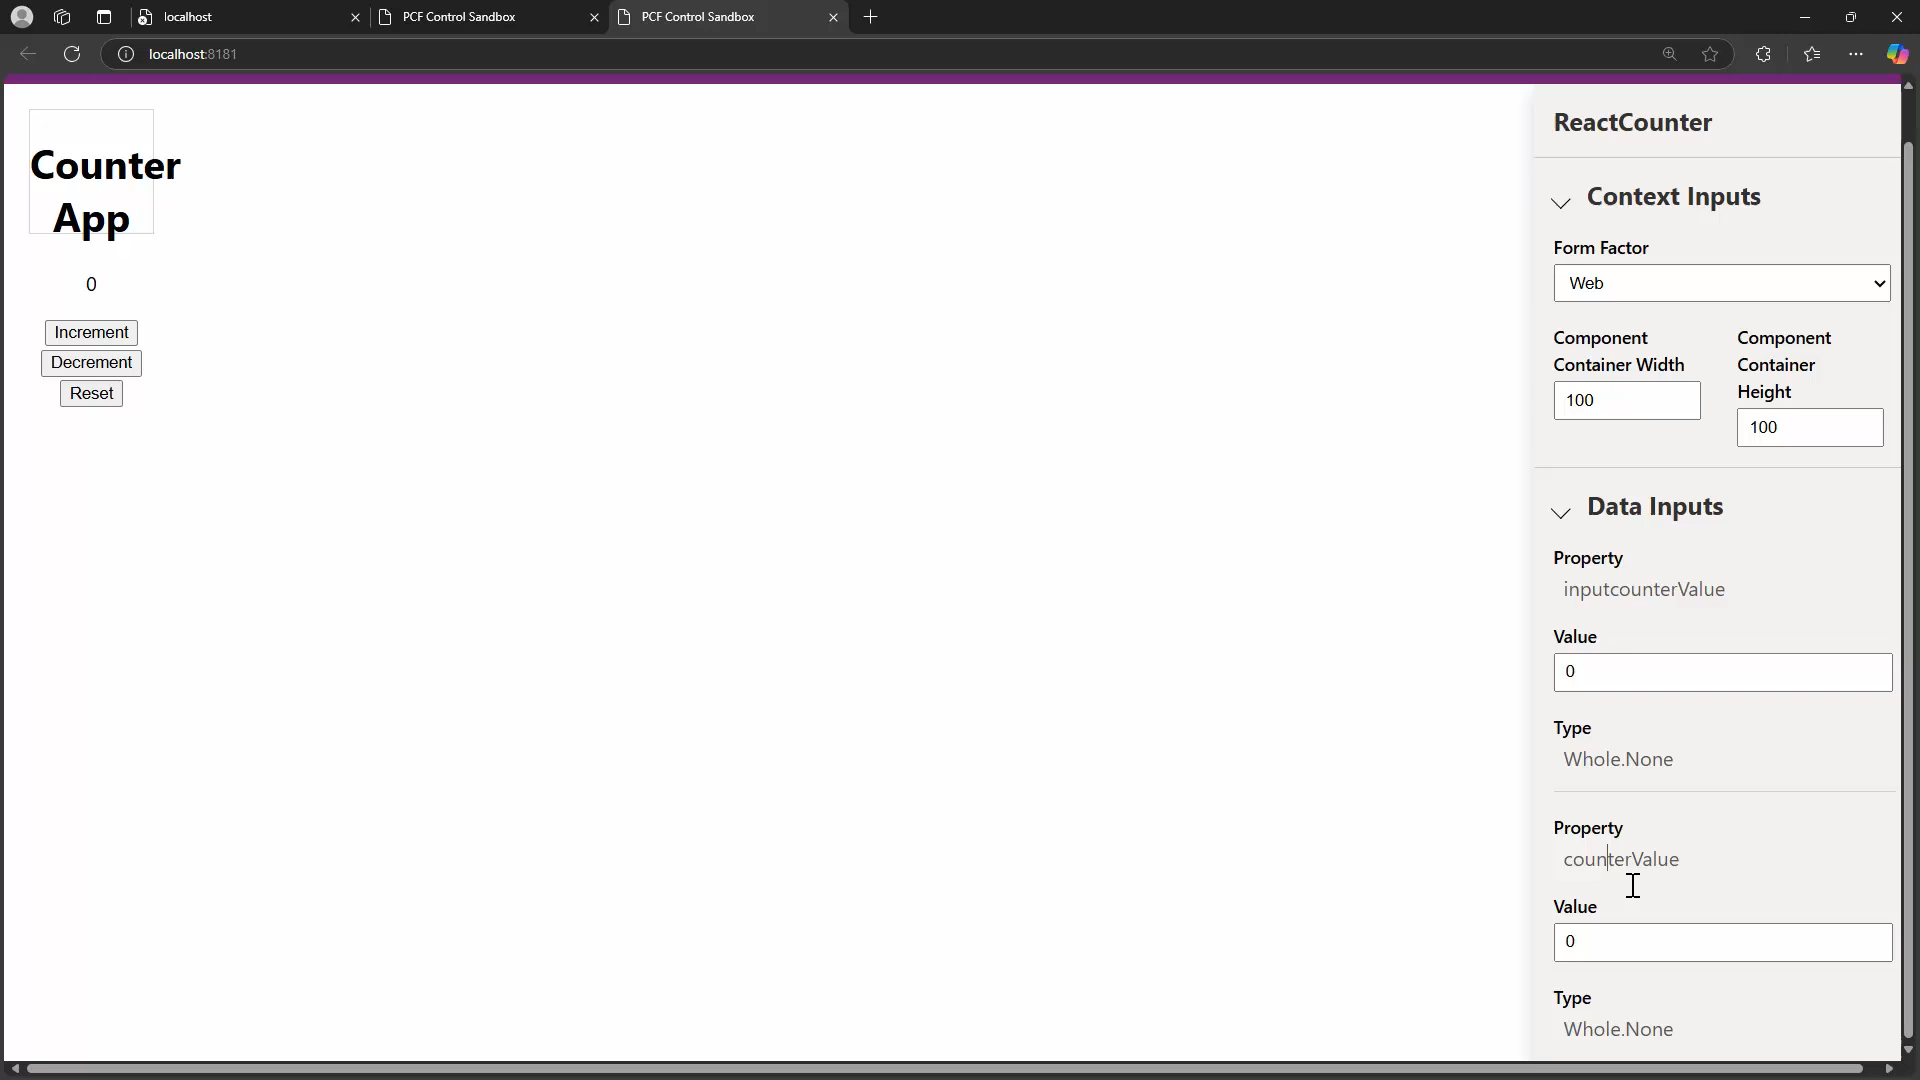 localhost
PCF Control Sandbox
PCF Control Sandbox
localhost:8181
Counter
App
0
Increment
Decrement
Reset
ReactCounter
Context Inputs
Form Factor
Web
Component
Container Width
100
Component
Container
Height
100
Data Inputs
Property
inputcounterValue
Value
0
Type
Whole.None
Property
counterValue
Value
0
Type
Whole.None